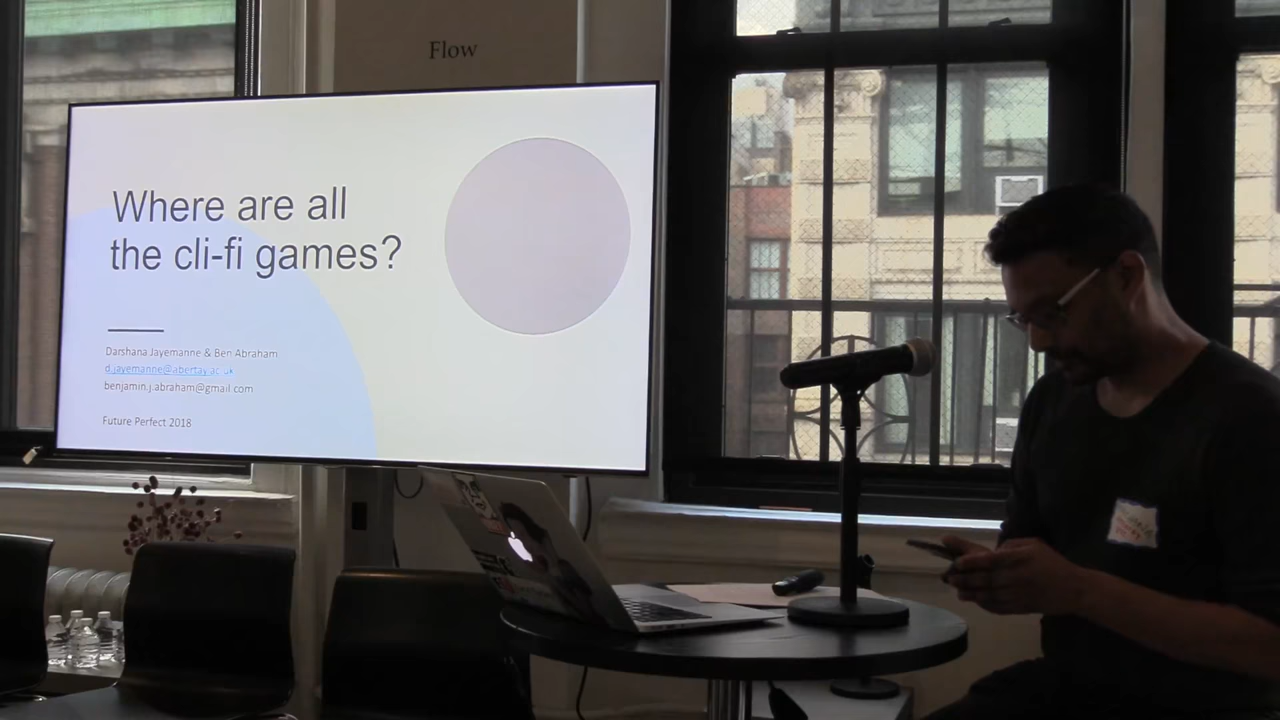 Flow
Where are all
the cli-fi games?
Darshana Jayemanne & Ben Abraham
d.jayemanne@abertay.ac.uk
benjamin.j.abraham@gmail.com
Future Perfect 2018